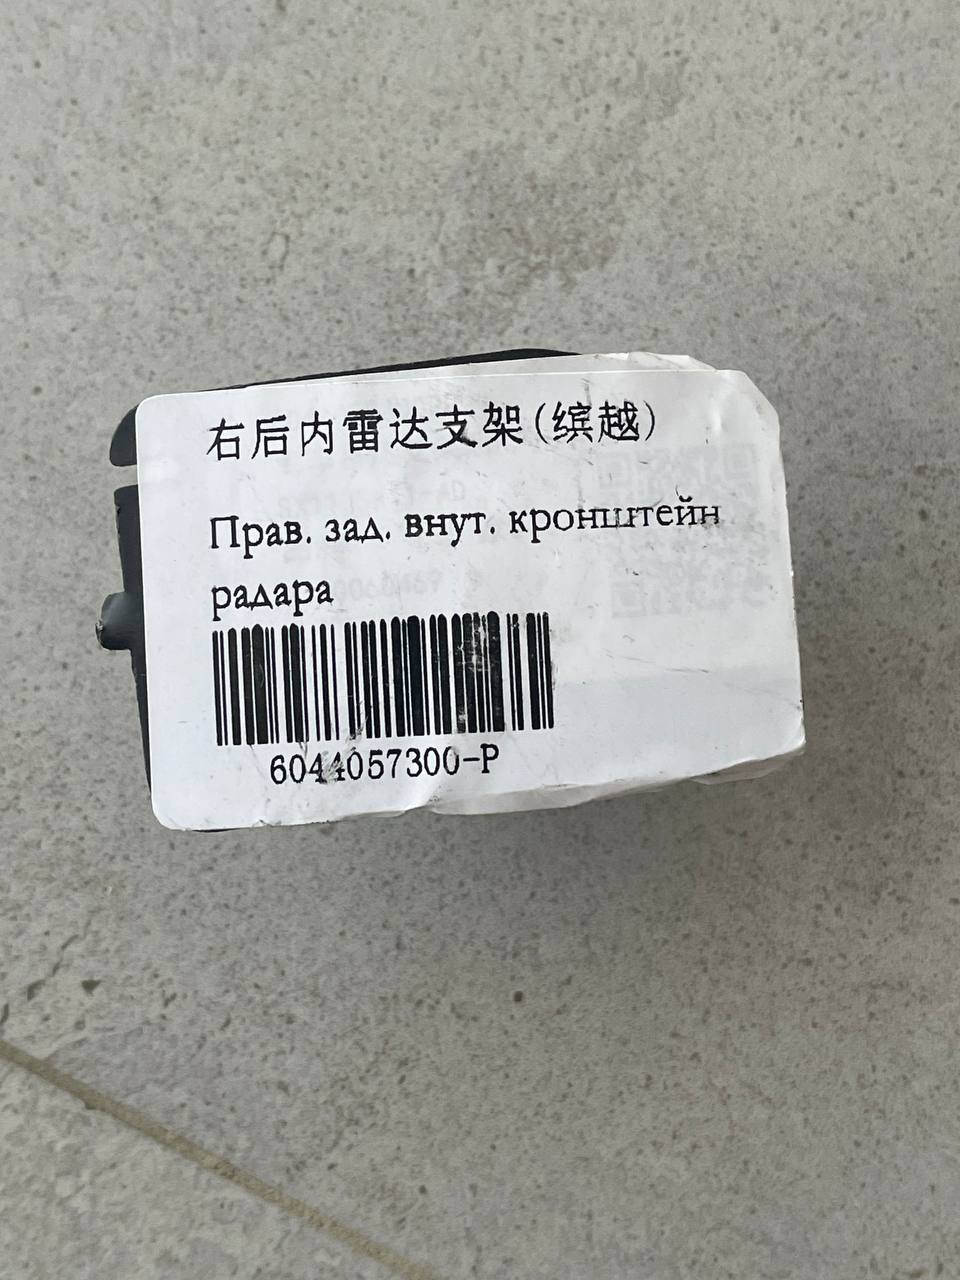 右后内雷达支架(缤越)
Прав. зад. внут. кронштейн
радара
6044057300-P